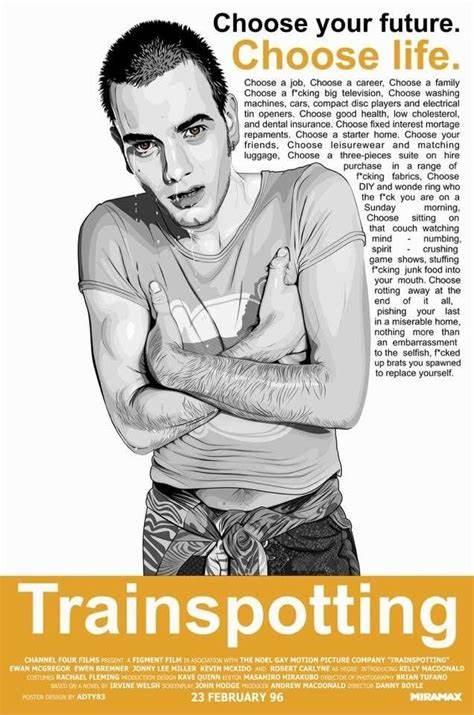 Choose your future.
Choose life.
Choose a job, Choose a career, Choose a family
Choose a f*cking big television, Choose washing
machines, cars, compact disc players and electrical
tin openers. Choose good health, low cholesterol,
and dental insurance. Choose fixed interest mortage
repaments. Choose a starter home. Choose your
friends, Choose leisurewear and matching
luggage, Choose a three-pieces suite on hire
purchase in a range of
f*cking fabrics, Choose
DIY and wonde ring who
the f*ck you are on a
Sunday morning,
Choose sitting on
that couch watching
mind - numbing,
spirit - crushing
game shows, stuffing
f*cking junk food into
your mouth. Choose
rotting away at the
end of it all,
pishing your last
in a miserable home,
nothing more than
an embarrassment
to the selfish, f*cked
up brats you spawned
to replace yourself.
Trainspotting
CHANNEL FOUR FILMS PRESENT A FIGMENT FILM IN ASOCIATION WITH THE NOEL GAY MOTION PICTURE COMPANY "TRAINSPOTTING"
EWAN MCGREGOR EWEN BREMNER JONNY LEE MILLER KEVIN MCKIDD AND ROBERT CARLYNE AS INTRODUCING KELLY MACDONALD
COSTUMES RACHAEL FLEMING PRODUCTION DESIGN KAVE QUINN EDITOR MASAHIRO HIRAKUBO DIRECTOR OF PHOTOGRAPHY BRIAN TUFANO
BASED ON A NOVEL BY IRVINE WELSH SCREENPLAY JOHN HODGE PRODUCER ANDREW MACDONALD DIRECTOR DANNY BOYLE
POSTER DESIGN BY ADTY83
23 FEBRUARY 96
MIRAMAX